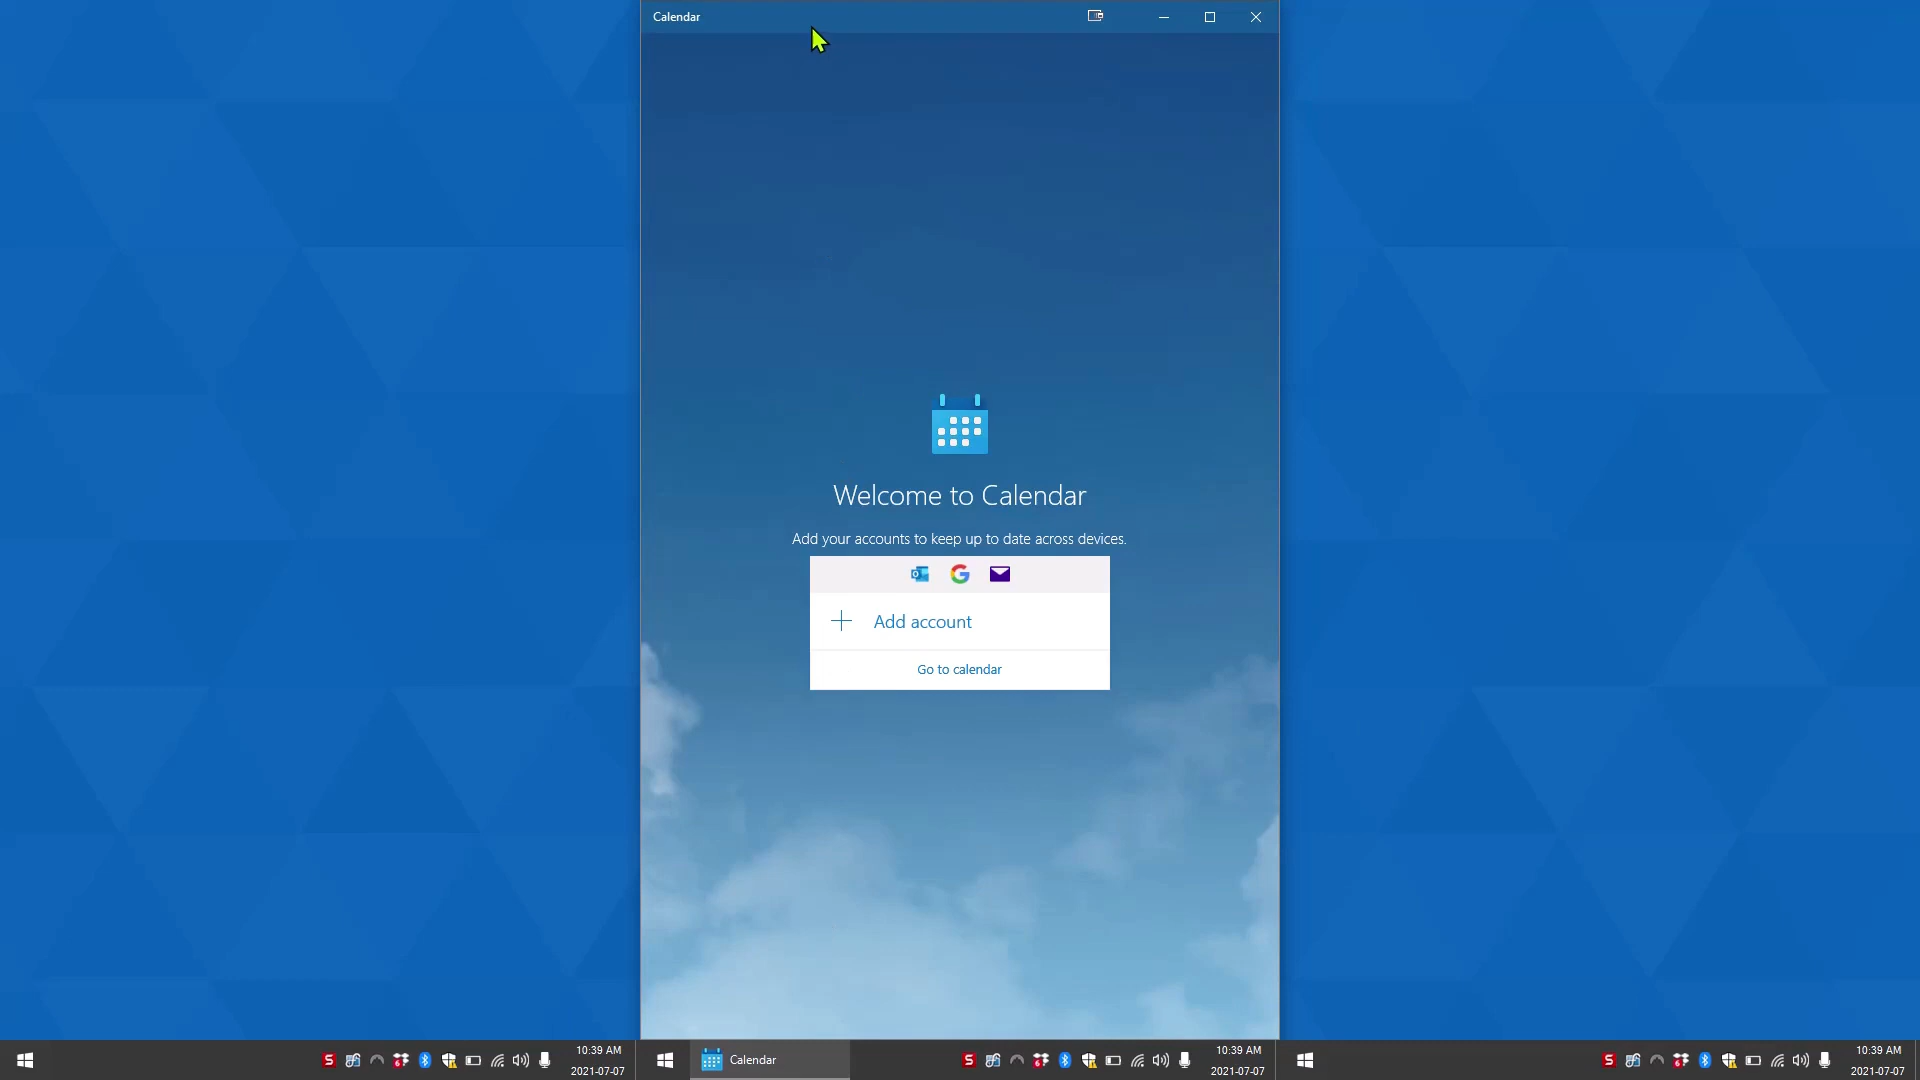 Calendar
Welcome to Calendar
Add your accounts to keep up to date across devices.
Add account
Go to calendar
10:39 AM
2021-07-07
Calendar
10:39 AM
2021-07-07
10:39 AM
2021-07-07